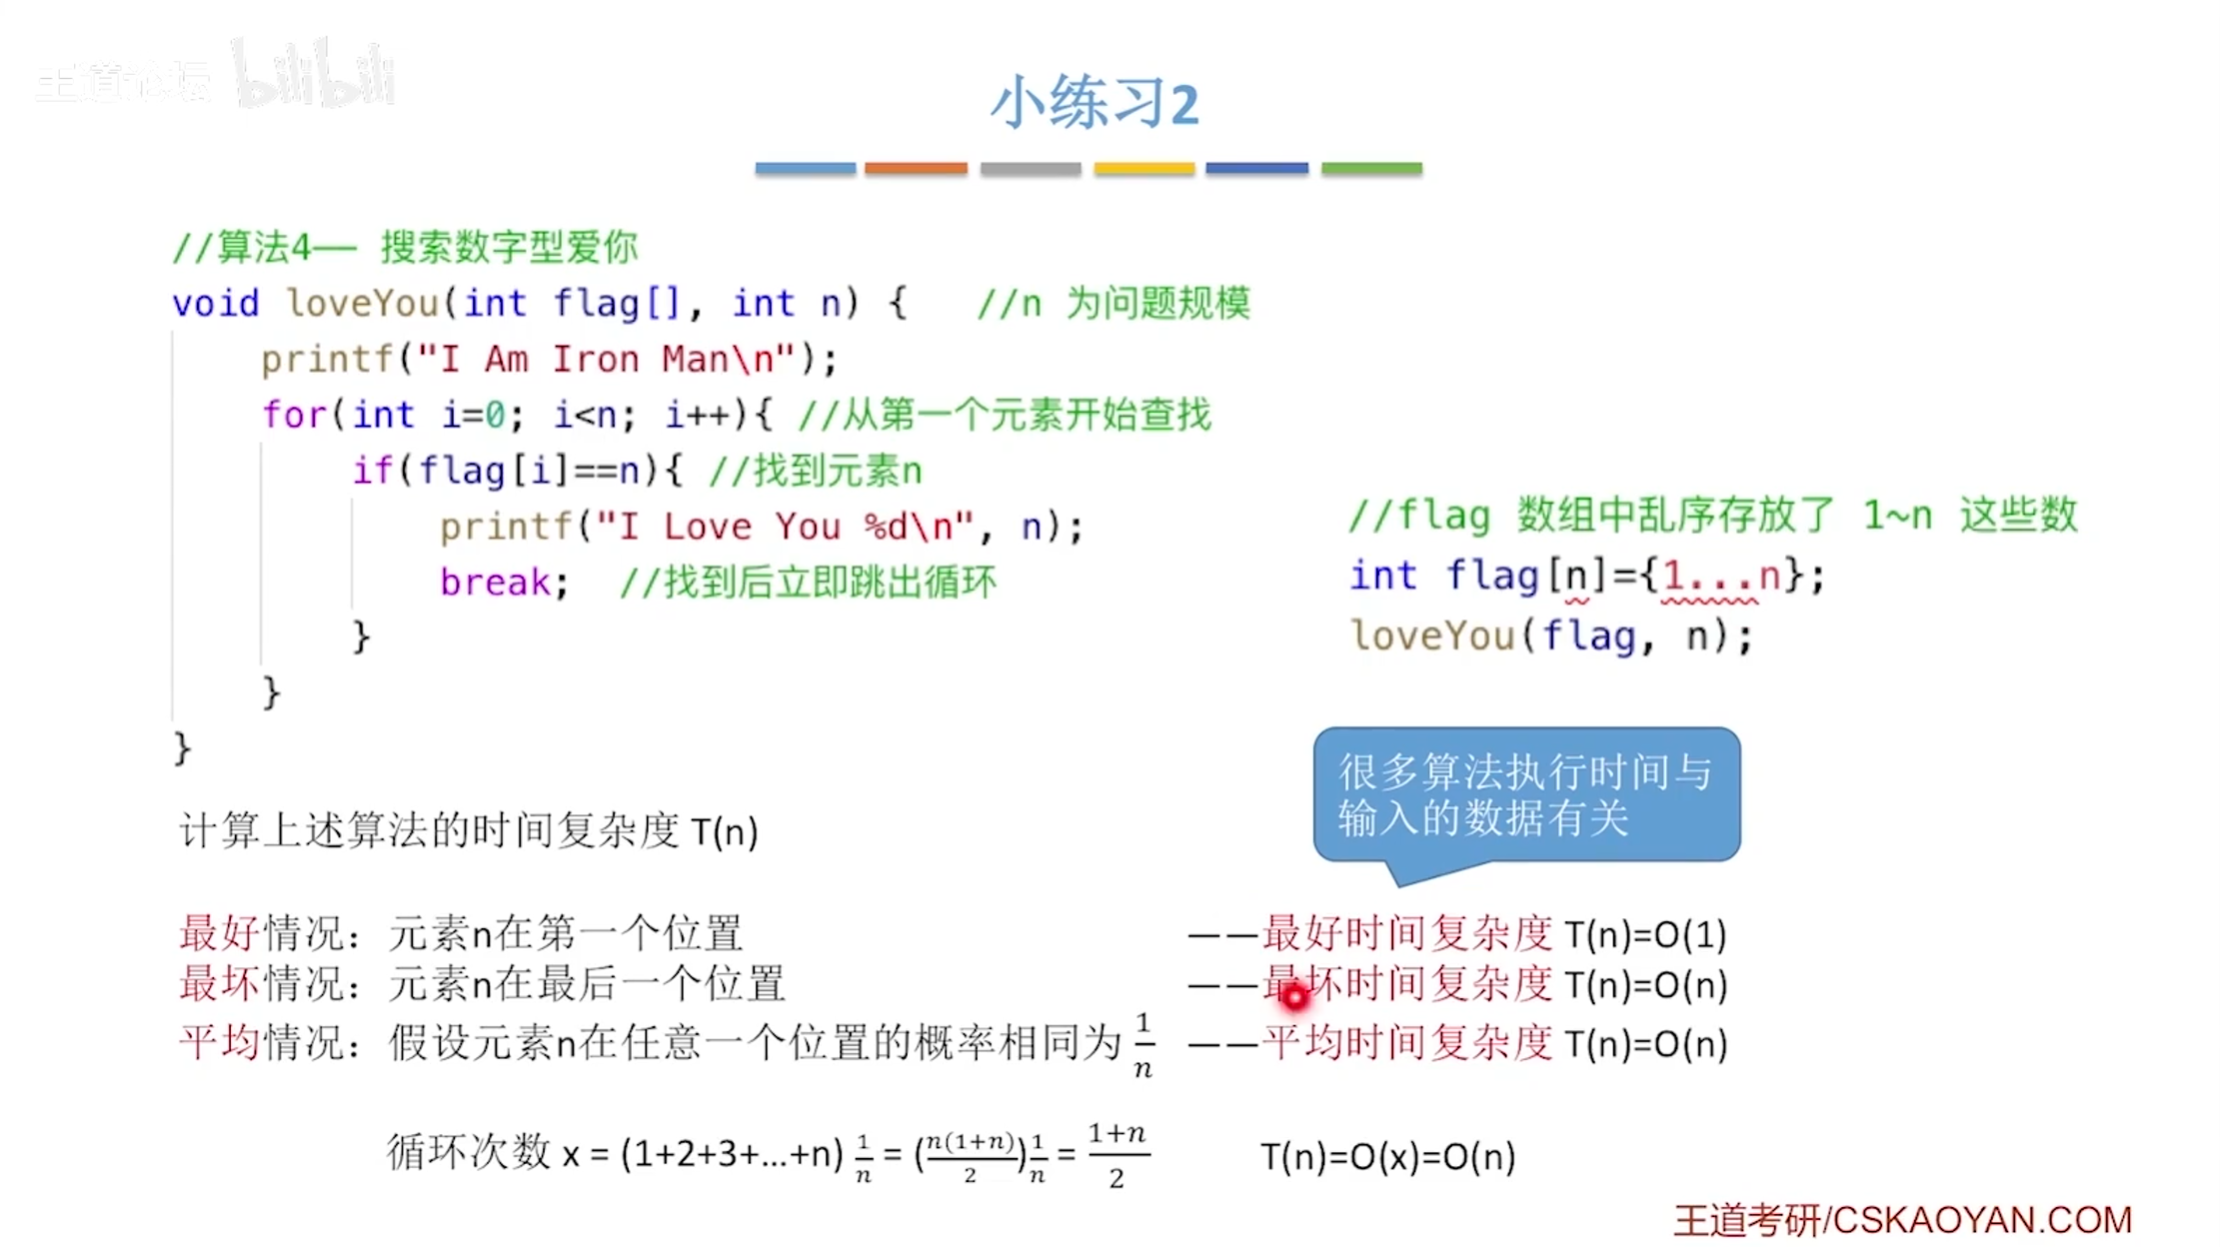 王道论坛 bilibili
小练习2
//算法4—— 搜索数字型爱你
void loveYou(int flag[], int n) {   //n 为问题规模
    printf("I Am Iron Man\n");
    for(int i=0; i<n; i++){ //从第一个元素开始查找
        if(flag[i]==n){ //找到元素n
            printf("I Love You %d\n", n);
            break;  //找到后立即跳出循环
        }
    }
}
//flag 数组中乱序存放了 1~n 这些数
int flag[n]={1...n};
loveYou(flag, n);
计算上述算法的时间复杂度 T(n)
很多算法执行时间与
输入的数据有关
最好情况：元素n在第一个位置 ——最好时间复杂度 T(n)=O(1)
最坏情况：元素n在最后一个位置 ——最坏时间复杂度 T(n)=O(n)
平均情况：假设元素n在任意一个位置的概率相同为 1/n ——平均时间复杂度 T(n)=O(n)
循环次数 x = (1+2+3+...+n) 1/n = (n(1+n)/2) 1/n = (1+n)/2 T(n)=O(x)=O(n)
王道考研/CSKAOYAN.COM